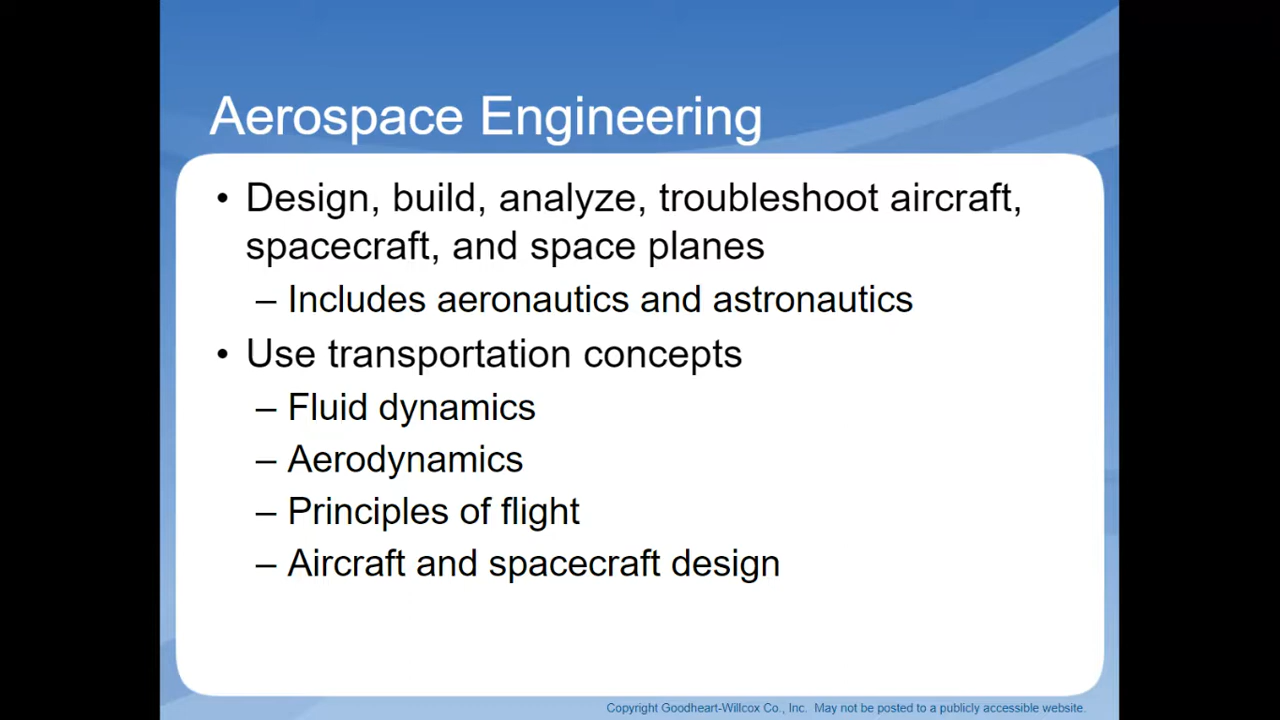 Aerospace Engineering
• Design, build, analyze, troubleshoot aircraft,
spacecraft, and space planes
– Includes aeronautics and astronautics
• Use transportation concepts
– Fluid dynamics
– Aerodynamics
– Principles of flight
– Aircraft and spacecraft design
Copyright Goodheart-Willcox Co., Inc.  May not be posted to a publicly accessible website.